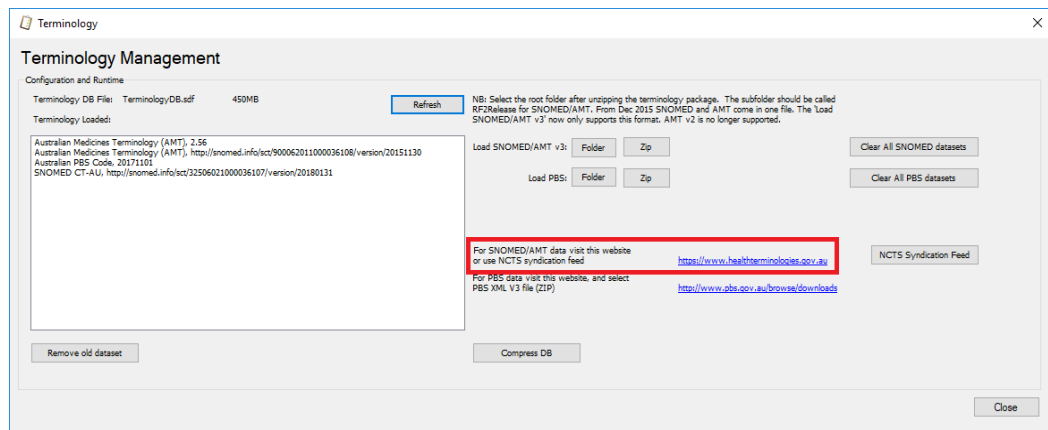 Terminology
Terminology Management
Configuration and Runtime
Terminology DB File: TerminologyDB.sdf 450MB
Refresh
Terminology Loaded:
Australian Medicines Terminology (AMT), 2.56
Australian Medicines Terminology (AMT), http://snomed.info/sct/900062011000036108/version/20151130
Australian PBS Code, 20171101
SNOMED CT-AU, http://snomed.info/sct/32506021000036107/version/20180131
Remove old dataset
NB: Select the root folder after unzipping the terminology package. The subfolder should be called
RF2Release for SNOMED/AMT. From Dec 2015 SNOMED and AMT come in one file. The 'Load
SNOMED/AMT v3' now only supports this format. AMT v2 is no longer supported.
Load SNOMED/AMT v3: Folder Zip Clear All SNOMED datasets
Load PBS: Folder Zip Clear All PBS datasets
For SNOMED/AMT data visit this website
or use NCTS syndication feed https://www.healthterminologies.gov.au
NCTS Syndication Feed
For PBS data visit this website, and select
PBS XML V3 file (ZIP) http://www.pbs.gov.au/browse/downloads
Compress DB
Close